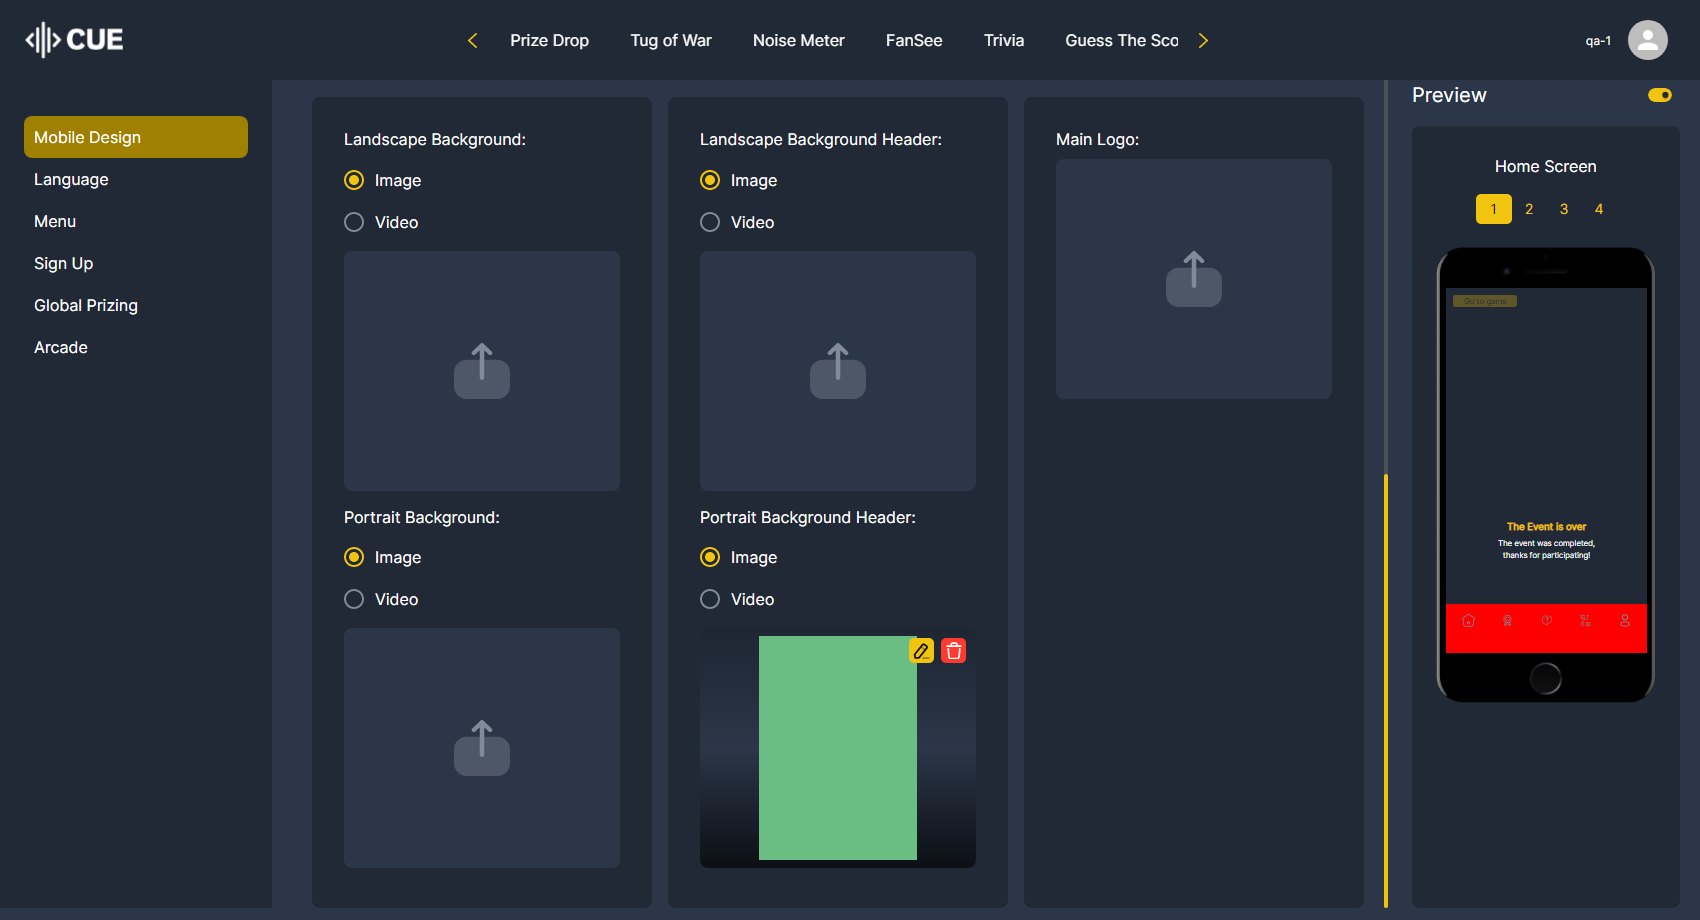 CUE
Prize Drop
Tug of War
Noise Meter
FanSee
Trivia
Guess The Sco
qa-1
Mobile Design
Language
Menu
Sign Up
Global Prizing
Arcade
Landscape Background:
Image
Video
Portrait Background:
Image
Video
Landscape Background Header:
Image
Video
Portrait Background Header:
Image
Video
Main Logo:
Preview
Home Screen
1 2 3 4
Go to game
The Event is over
The event was completed,
thanks for participating!